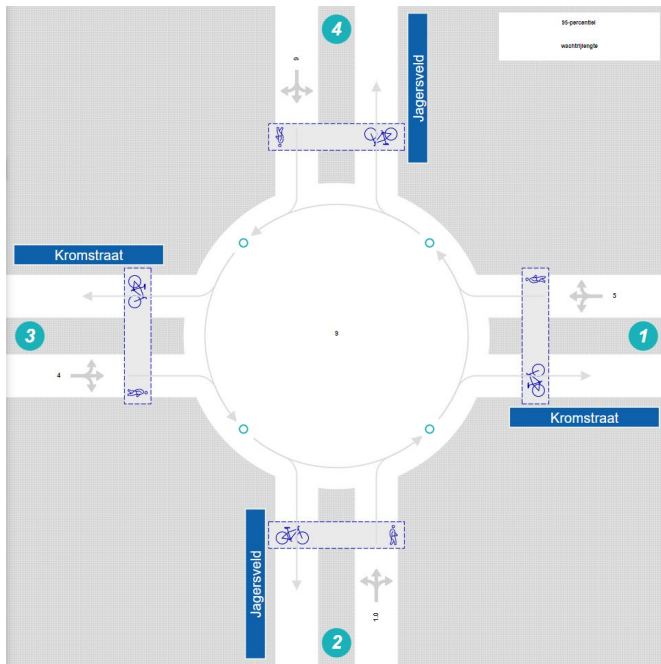 4
95-percentiel
wachtrijlengte
9
Jagersveld
Kromstraat
5
3
9
1
4
Kromstraat
Jagersveld
1.0
2